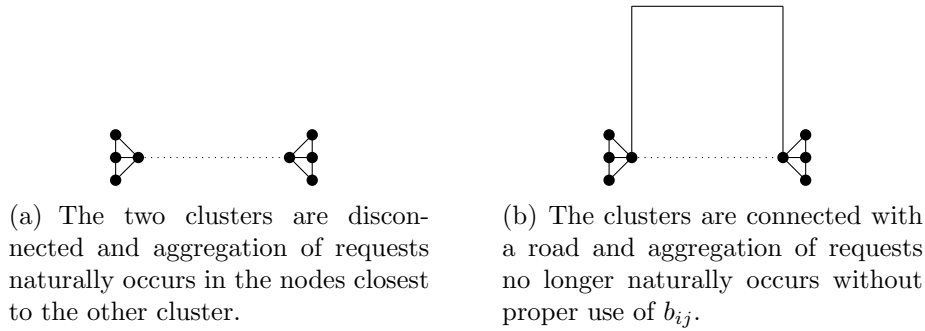 (a) The two clusters are discon-
nected and aggregation of requests
naturally occurs in the nodes closest
to the other cluster.
(b) The clusters are connected with
a road and aggregation of requests
no longer naturally occurs without
proper use of b_{ij}.